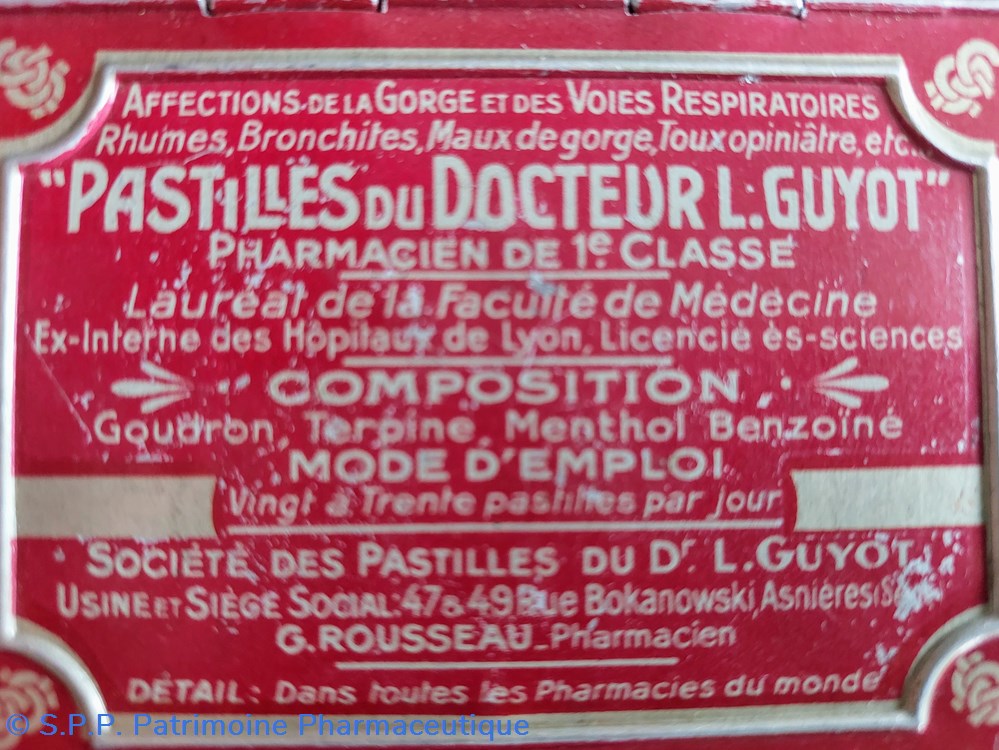 AFFECTIONS DE LA GORGE ET DES VOIES RESPIRATOIRES
Rhumes, Bronchites, Maux de gorge, Toux opiniâtre, etc...
"PASTILLES DU DOCTEUR L. GUYOT"
PHARMACIEN DE 1e CLASSE
Lauréat de la Faculté de Médecine
Ex-Interne des Hôpitaux de Lyon, Licencié ès-sciences
COMPOSITION
Goudron, Terpine, Menthol Benzoïne
MODE D'EMPLOI
Vingt à Trente pastilles par jour
SOCIÉTÉ DES PASTILLES DU Dr L. GUYOT
USINE ET SIÈGE SOCIAL: 47 & 49 Rue Bokanowski, Asnières
G. ROUSSEAU_Pharmacien
DÉTAIL: Dans toutes les Pharmacies du monde
© S.P.P. Patrimoine Pharmaceutique